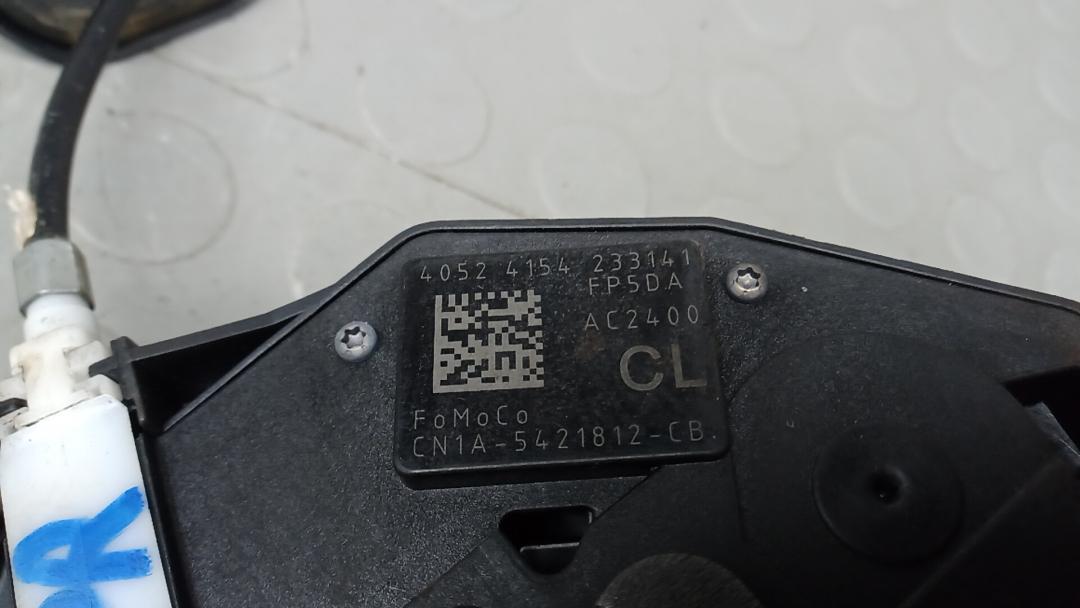 4052 4154 233141
FP5DA
AC2400
CL
FoMoCo
CN1A-5421812-CB